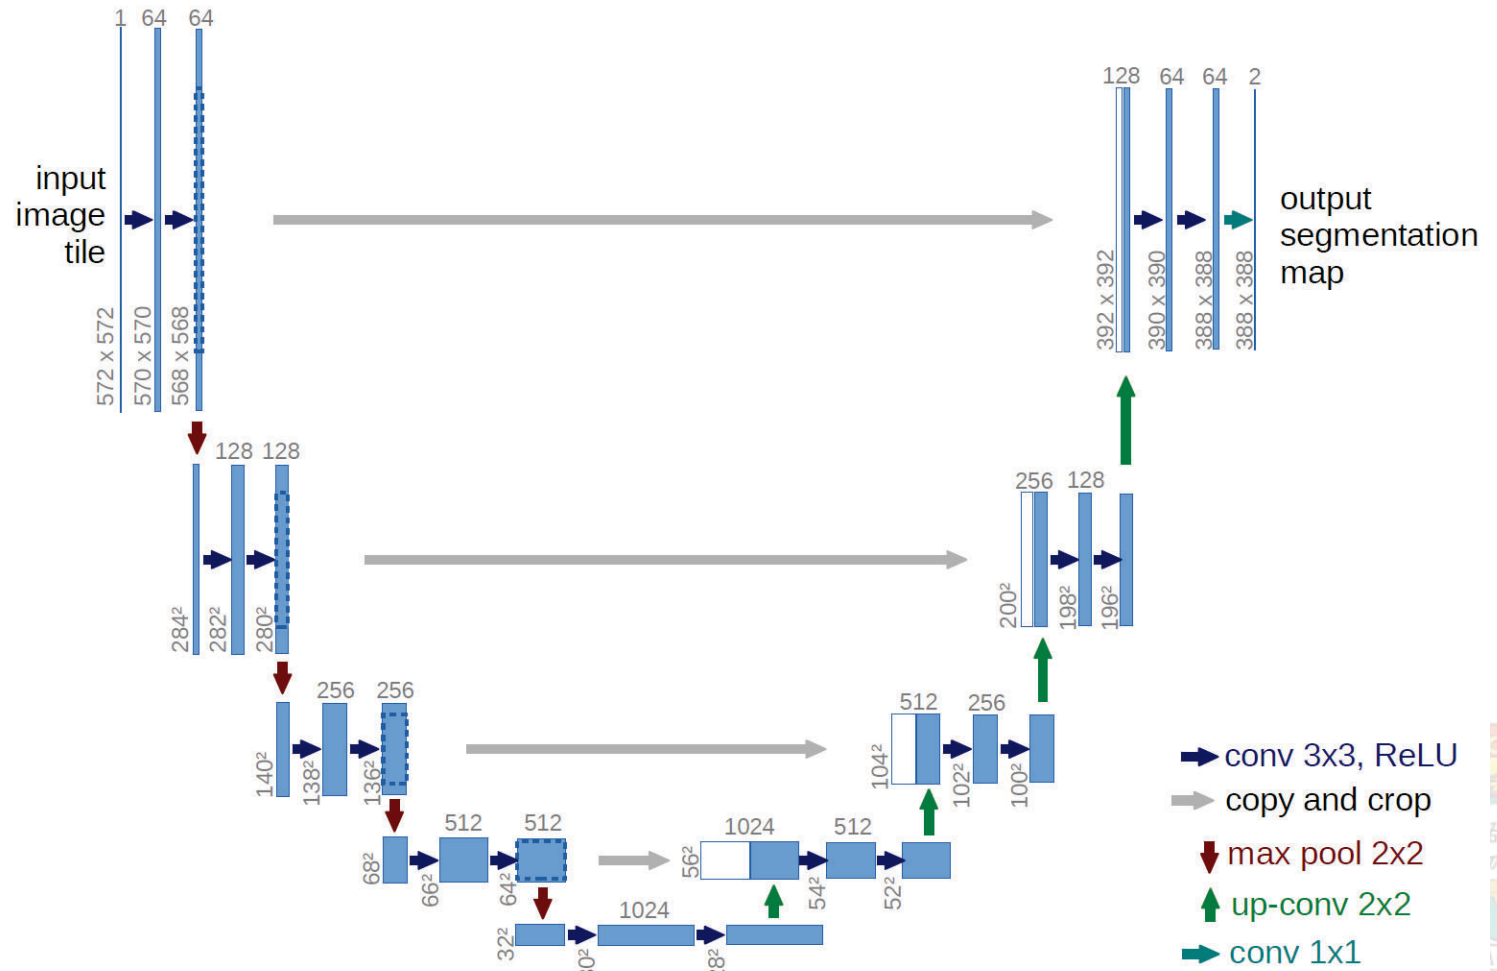 1 64 64
128 64 64 2
input
image
tile
output
segmentation
map
572 x 572
570 x 570
568 x 568
392 x 392
390 x 390
388 x 388
388 x 388
128 128
256 128
284²
282²
280²
200²
198²
196²
256 256
512 256
140²
138²
136²
104²
102²
100²
512 512
1024 512
68²
66²
64²
56²
54²
52²
1024
32²
conv 3x3, ReLU
copy and crop
max pool 2x2
up-conv 2x2
conv 1x1